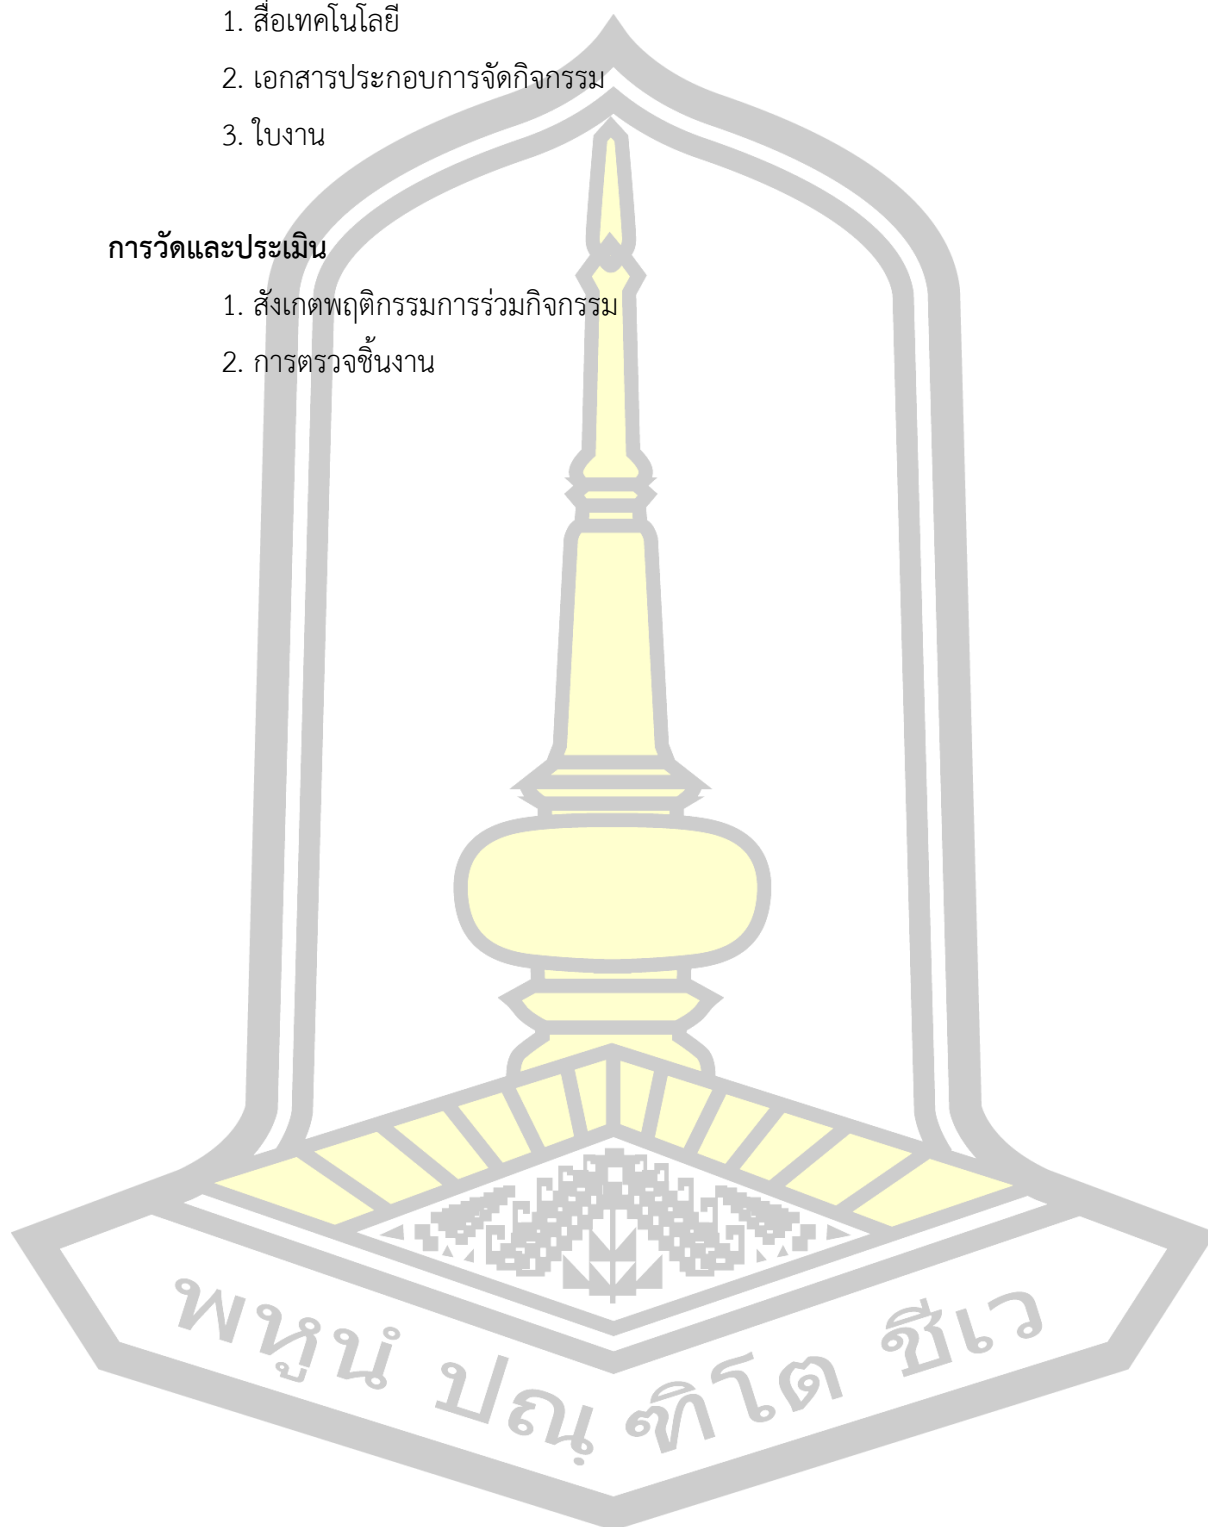 1. สื่อเทคโนโลยี
2. เอกสารประกอบการจัดกิจกรรม
3. ใบงาน
การวัดและประเมิน
1. สังเกตพฤติกรรมการร่วมกิจกรรม
2. การตรวจชิ้นงาน
พหูนํ ปณฺฑิโต ชีเว